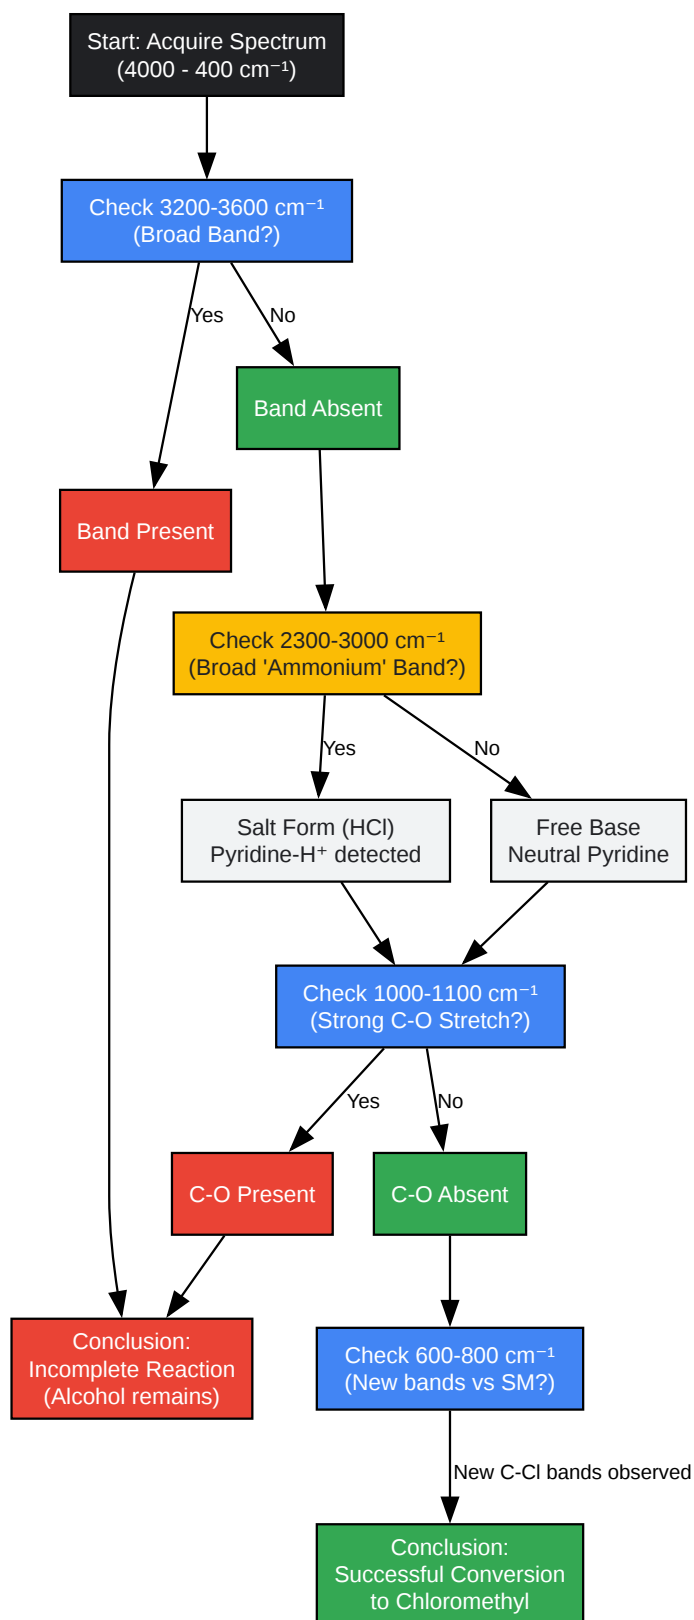 Start: Acquire Spectrum
(4000 - 400 cm⁻¹)
Check 3200-3600 cm⁻¹
(Broad Band?)
Yes
No
Band Absent
Band Present
Check 2300-3000 cm⁻¹
(Broad 'Ammonium' Band?)
Yes
No
Salt Form (HCl)
Pyridine-H⁺ detected
Free Base
Neutral Pyridine
Check 1000-1100 cm⁻¹
(Strong C-O Stretch?)
Yes
No
C-O Present
C-O Absent
Conclusion:
Incomplete Reaction
(Alcohol remains)
Check 600-800 cm⁻¹
(New bands vs SM?)
New C-Cl bands observed
Conclusion:
Successful Conversion
to Chloromethyl